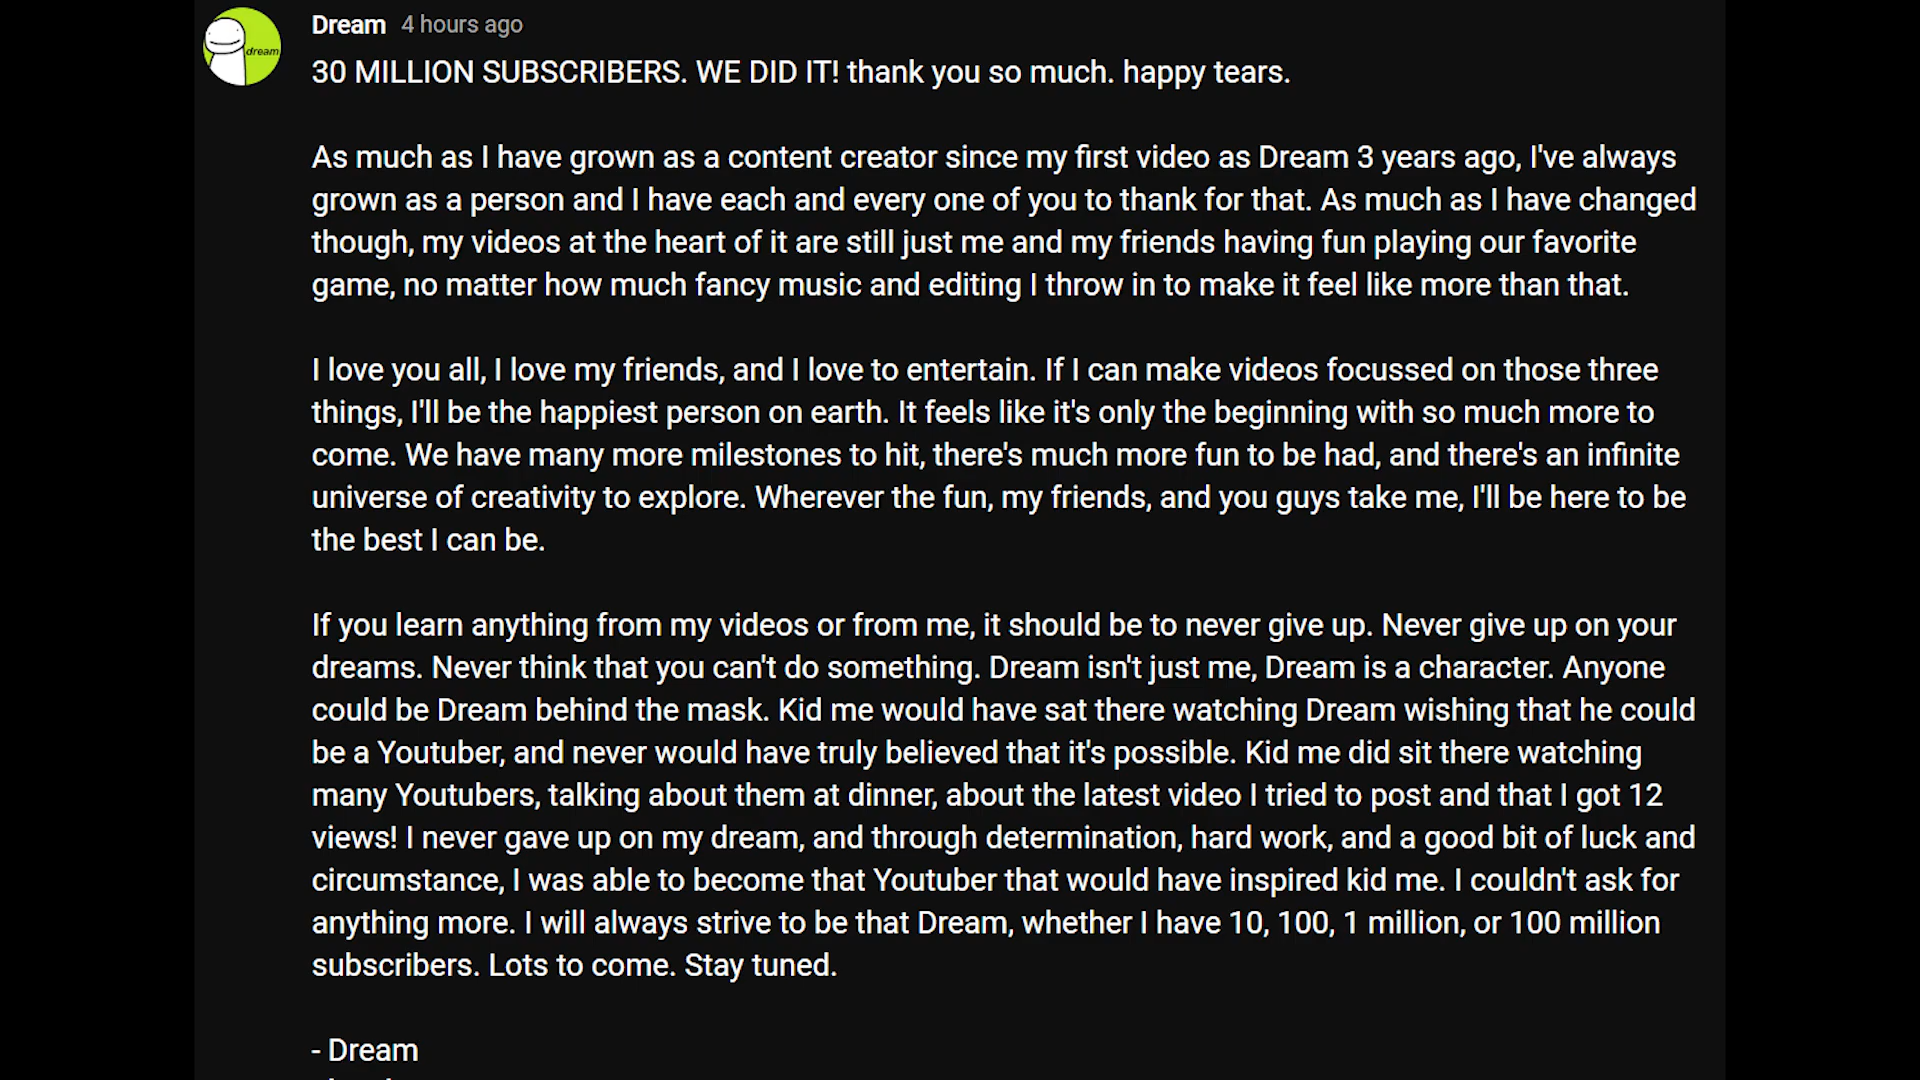 Dream 4 hours ago
dream
30 MILLION SUBSCRIBERS. WE DID IT! thank you so much. happy tears.
As much as I have grown as a content creator since my first video as Dream 3 years ago, I've always
grown as a person and I have each and every one of you to thank for that. As much as I have changed
though, my videos at the heart of it are still just me and my friends having fun playing our favorite
game, no matter how much fancy music and editing I throw in to make it feel like more than that.
I love you all, I love my friends, and I love to entertain. If I can make videos focussed on those three
things, I'll be the happiest person on earth. It feels like it's only the beginning with so much more to
come. We have many more milestones to hit, there's much more fun to be had, and there's an infinite
universe of creativity to explore. Wherever the fun, my friends, and you guys take me, I'll be here to be
the best I can be.
If you learn anything from my videos or from me, it should be to never give up. Never give up on your
dreams. Never think that you can't do something. Dream isn't just me, Dream is a character. Anyone
could be Dream behind the mask. Kid me would have sat there watching Dream wishing that he could
be a Youtuber, and never would have truly believed that it's possible. Kid me did sit there watching
many Youtubers, talking about them at dinner, about the latest video I tried to post and that I got 12
views! I never gave up on my dream, and through determination, hard work, and a good bit of luck and
circumstance, I was able to become that Youtuber that would have inspired kid me. I couldn't ask for
anything more. I will always strive to be that Dream, whether I have 10, 100, 1 million, or 100 million
subscribers. Lots to come. Stay tuned.
- Dream